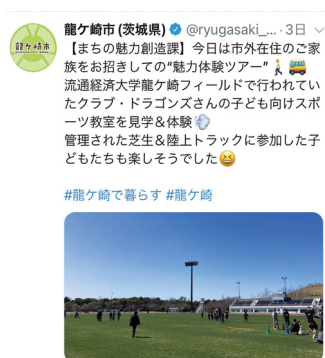 龍ケ崎市 (茨城県) @ryugasaki_... · 3日
龍ケ崎市
【まちの魅力創造課】今日は市外在住のご家
族をお招きしての“魅力体験ツアー”🚶🚌
流通経済大学龍ケ崎フィールドで行われてい
たクラブ・ドラゴンズさんの子ども向けスポ
ーツ教室を見学&体験💨
管理された芝生&陸上トラックに参加した子
どもたちも楽しそうでした😆
#龍ケ崎で暮らす #龍ケ崎